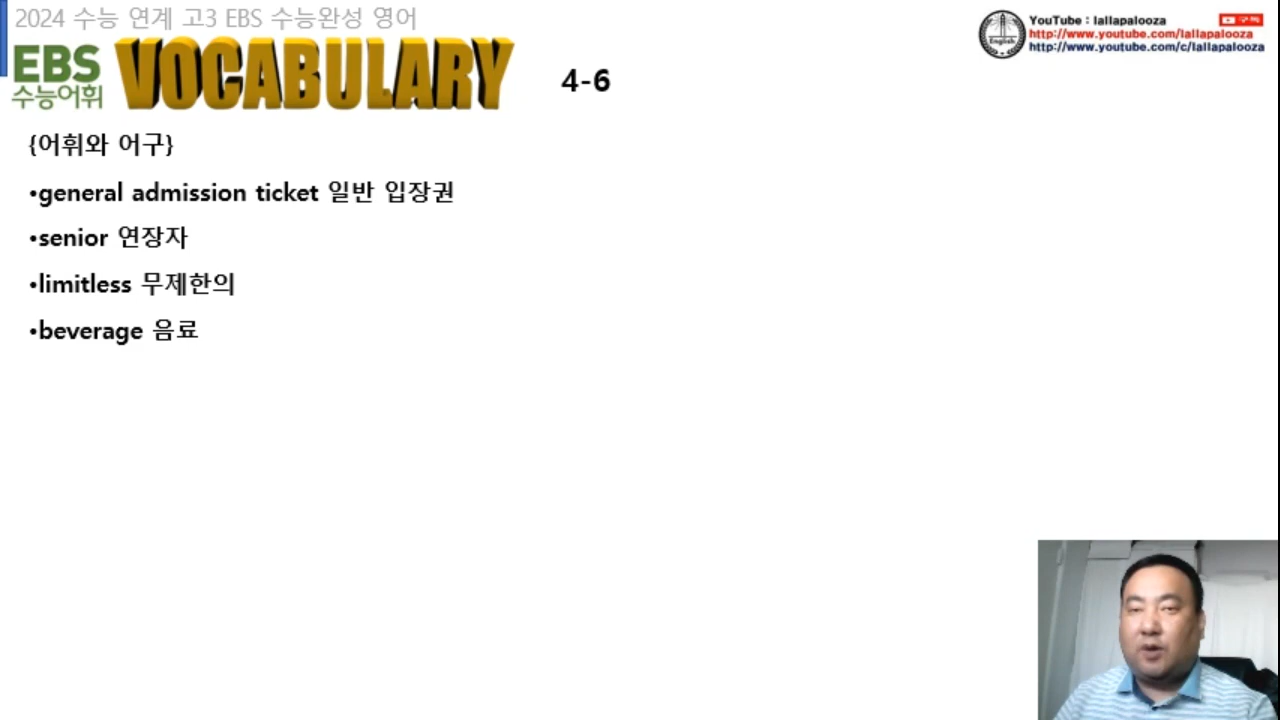 2024 수능 연계 고3 EBS 수능완성 영어
EBS
수능어휘
VOCABULARY
4-6
YouTube : lallapalooza
구독
http://www.youtube.com/lallapalooza
http://www.youtube.com/c/lallapalooza
English
{어휘와 어구}
•general admission ticket 일반 입장권
•senior 연장자
•limitless 무제한의
•beverage 음료